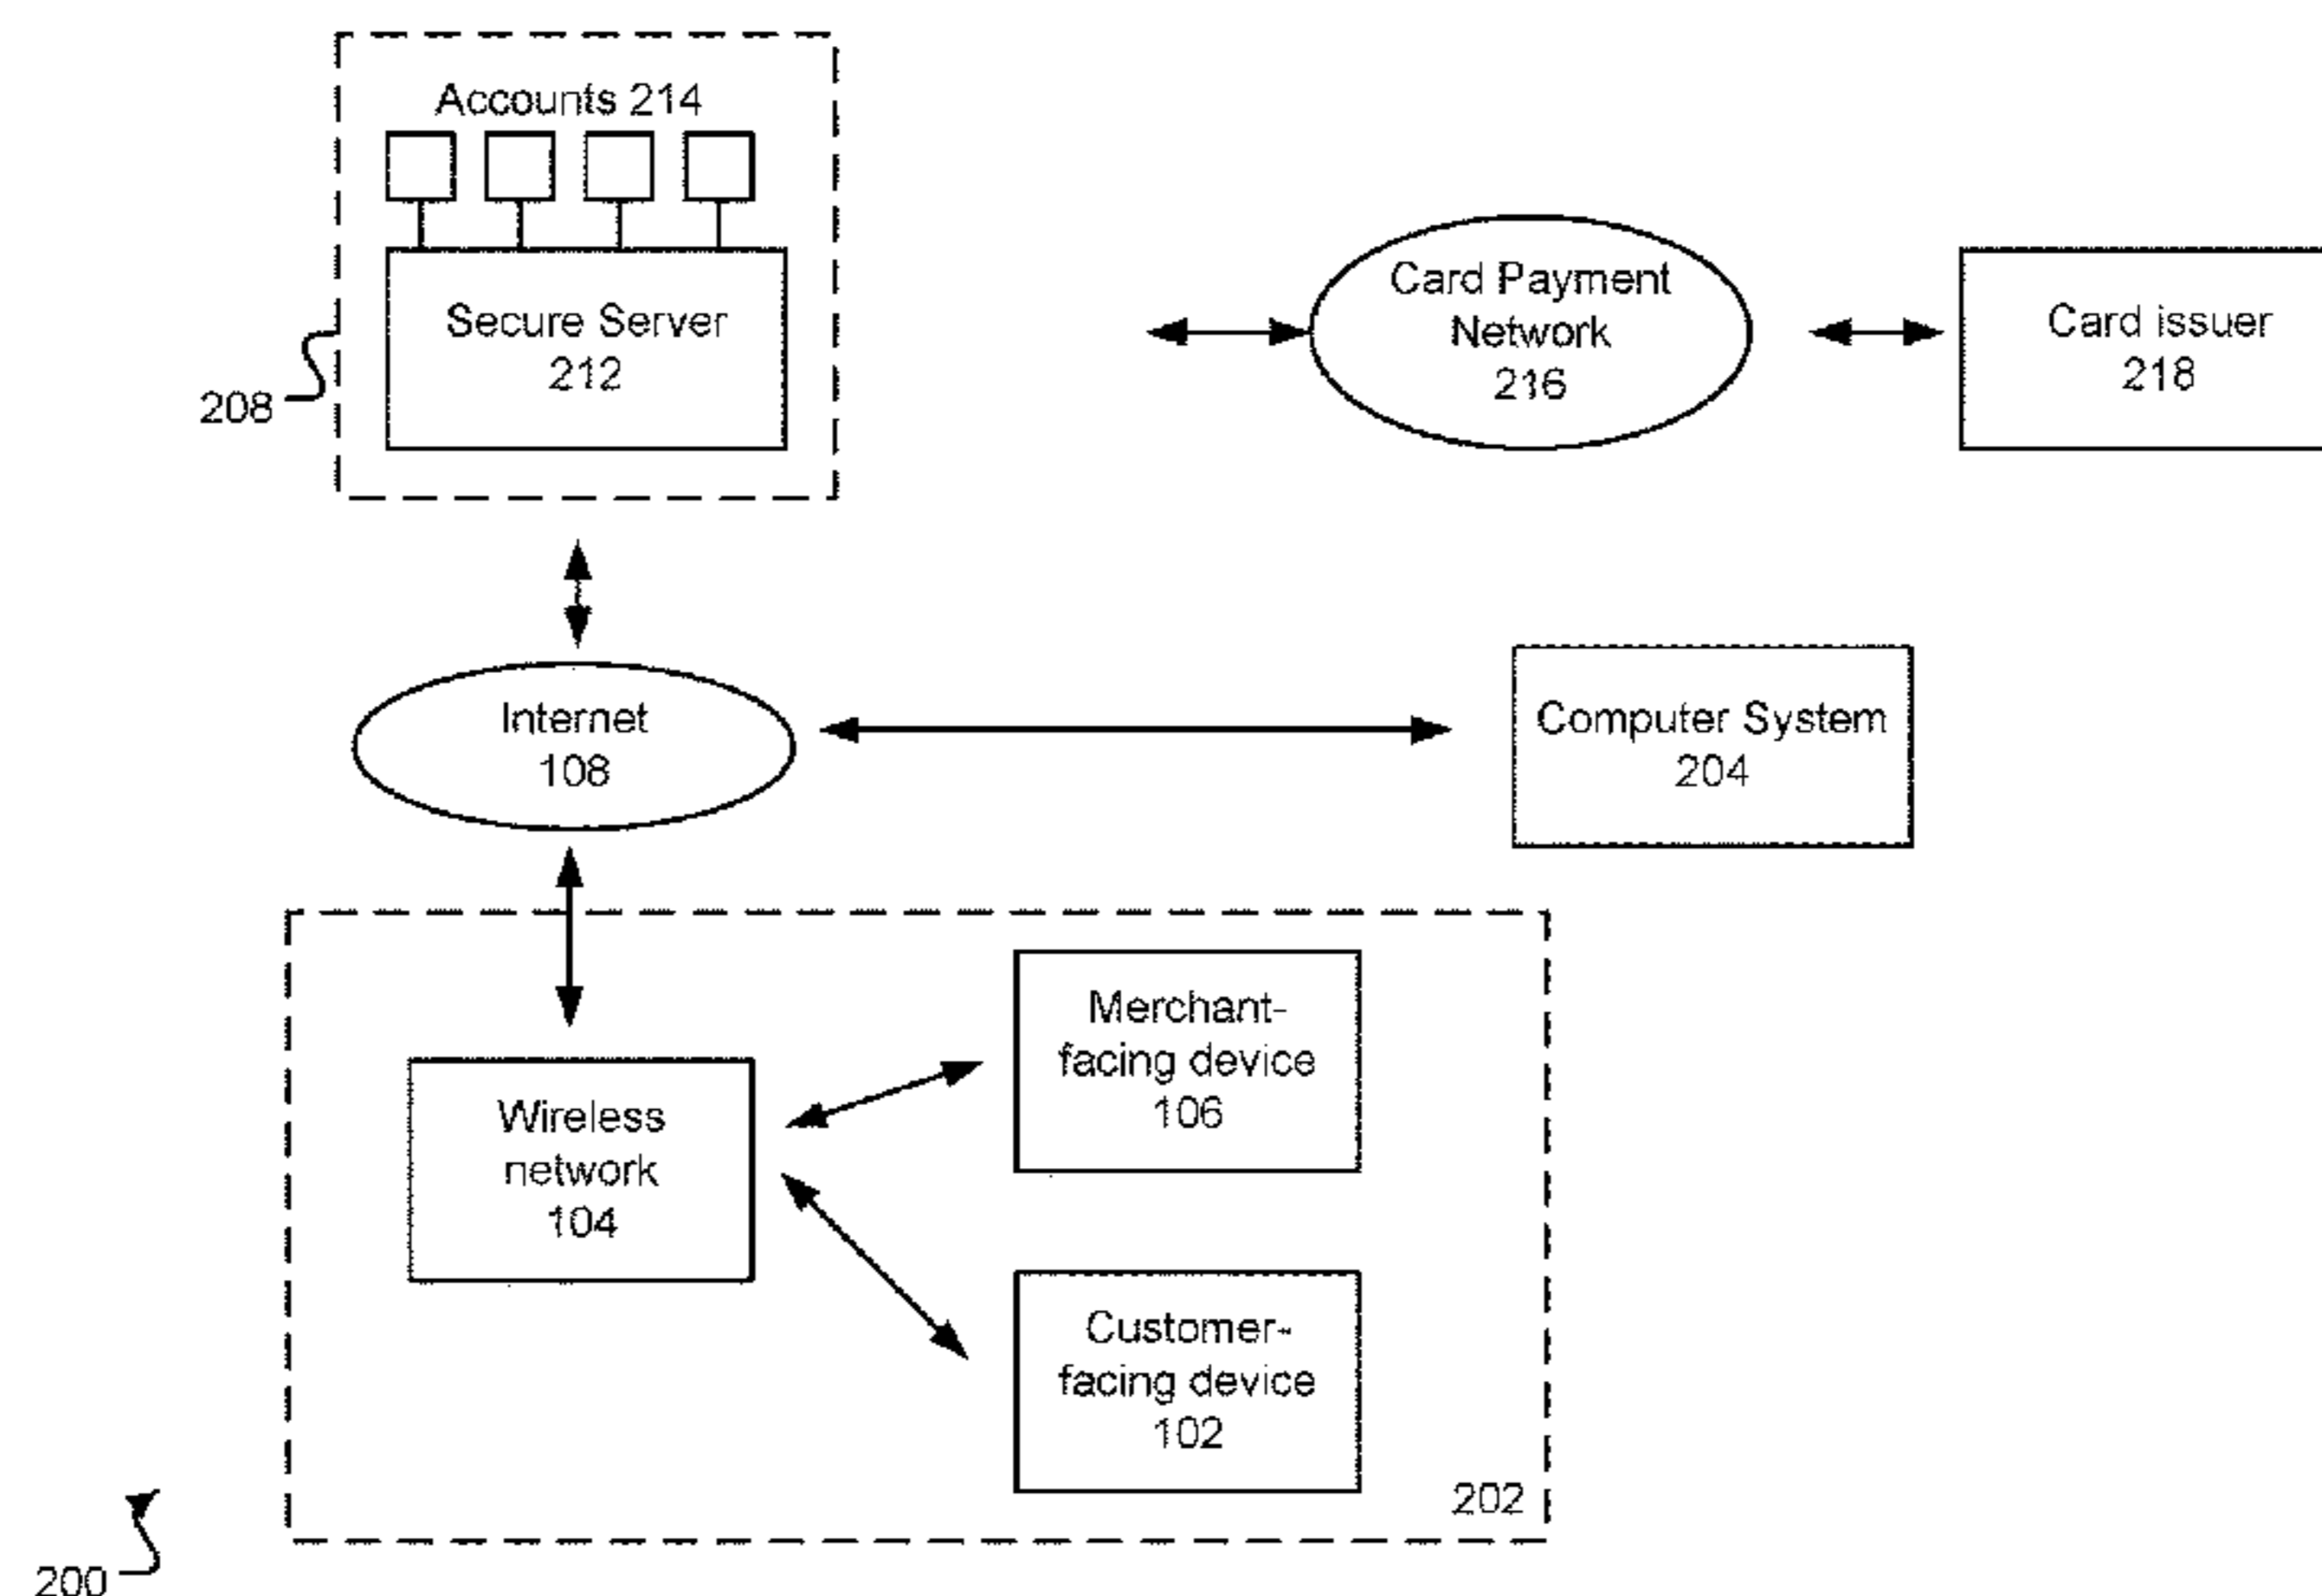 Accounts 214
Secure Server
212
208
Card Payment
Network
216
Card issuer
218
Internet
108
Computer System
204
Wireless
network
104
Merchant-
facing device
106
Customer-
facing device
102
202
200